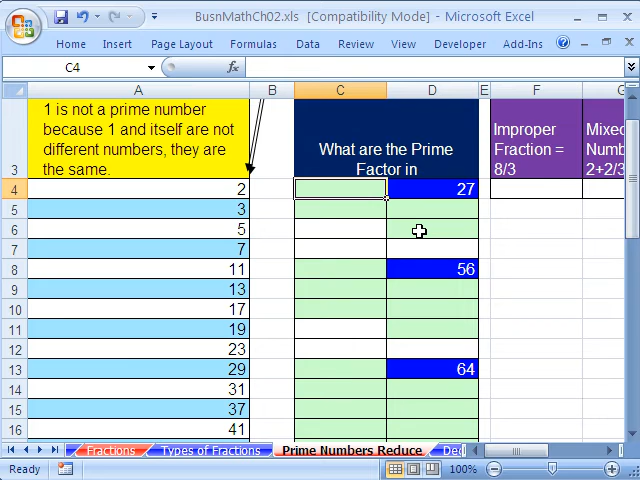 BusnMathCh02.xls [Compatibility Mode] - Microsoft Excel
Home Insert Page Layout Formulas Data Review View Developer Add-Ins
C4 fx
A B C D E F G
1 is not a prime number
because 1 and itself are not
different numbers, they are
the same.
What are the Prime
Factor in
Improper
Fraction =
8/3
Mixed
Numb
2+2/3
3
4 2 27
5 3
6 5
7 7
8 11 56
9 13
10 17
11 19
12 23
13 29 64
14 31
15 37
16 41
Fractions Types of Fractions Prime Numbers Reduce De
Ready 100%